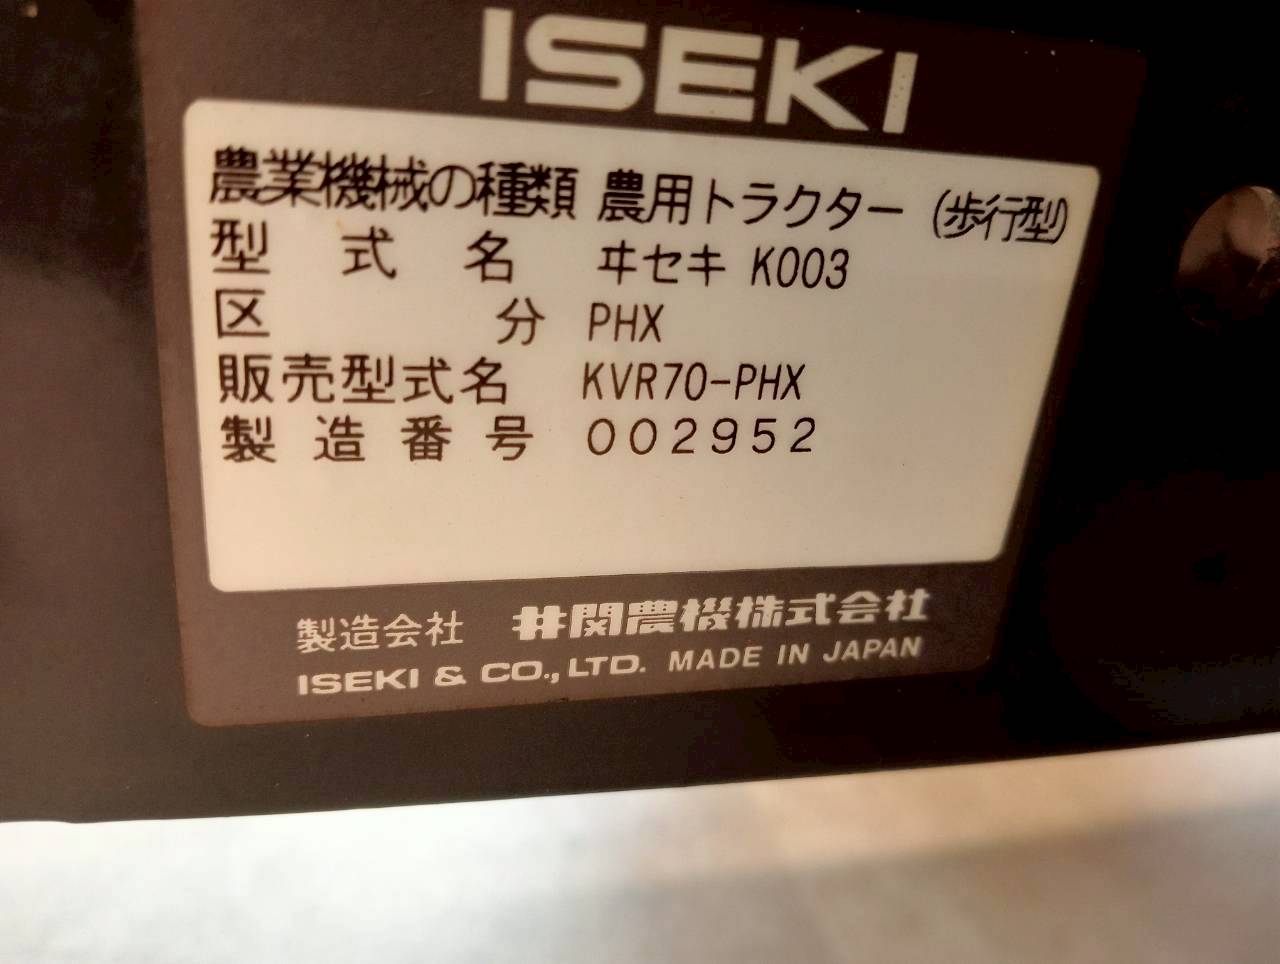 ISEKI
農業機械の種類 農用トラクター (歩行型)
型式名 ヰセキ K003
区分 PHX
販売型式名 KVR70-PHX
製造番号 002952
製造会社 井関農機株式会社
ISEKI & CO., LTD. MADE IN JAPAN